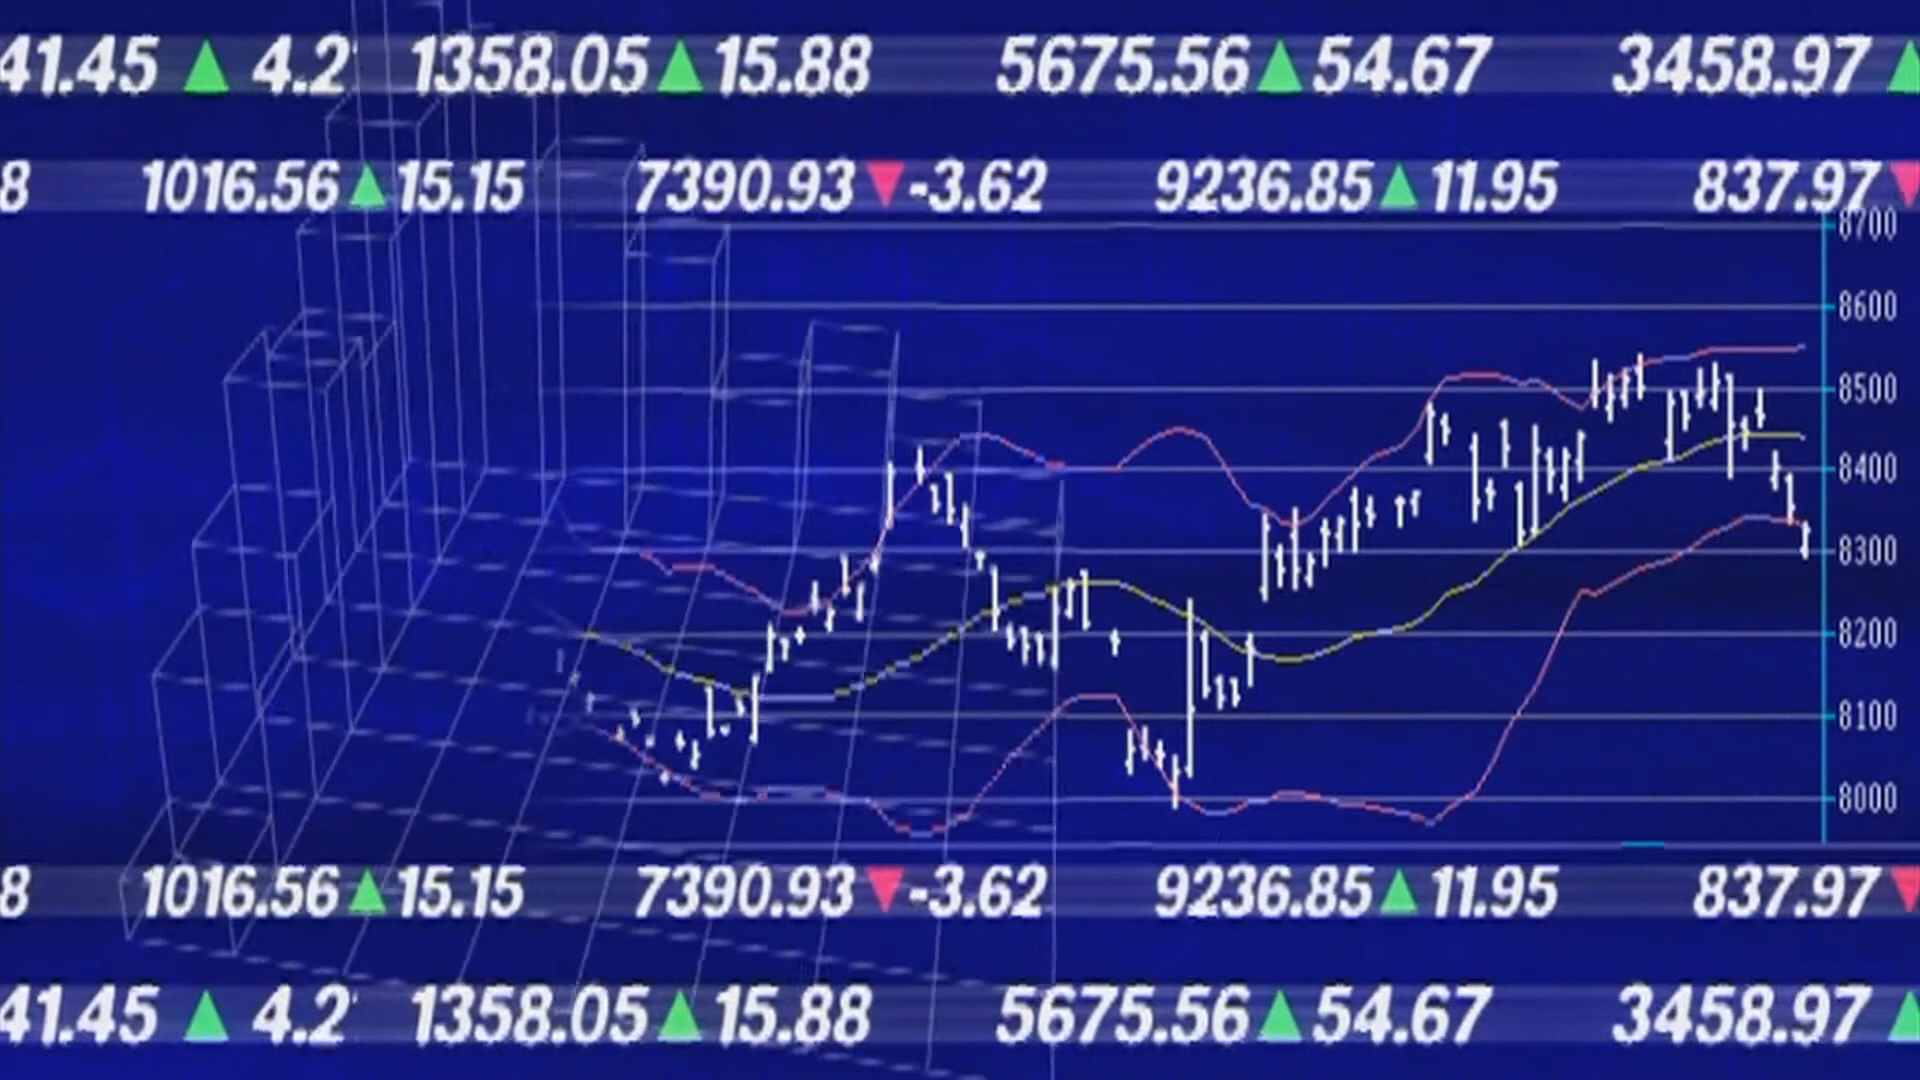 41.45 ▲ 4.2 1358.05 ▲ 15.88 5675.56 ▲ 54.67 3458.97 ▲
8 1016.56 ▲ 15.15 7390.93 ▼ -3.62 9236.85 ▲ 11.95 837.97 ▼
8700
8600
8500
8400
8300
8200
8100
8000
8 1016.56 ▲ 15.15 7390.93 ▼ -3.62 9236.85 ▲ 11.95 837.97 ▼
41.45 ▲ 4.2 1358.05 ▲ 15.88 5675.56 ▲ 54.67 3458.97 ▲